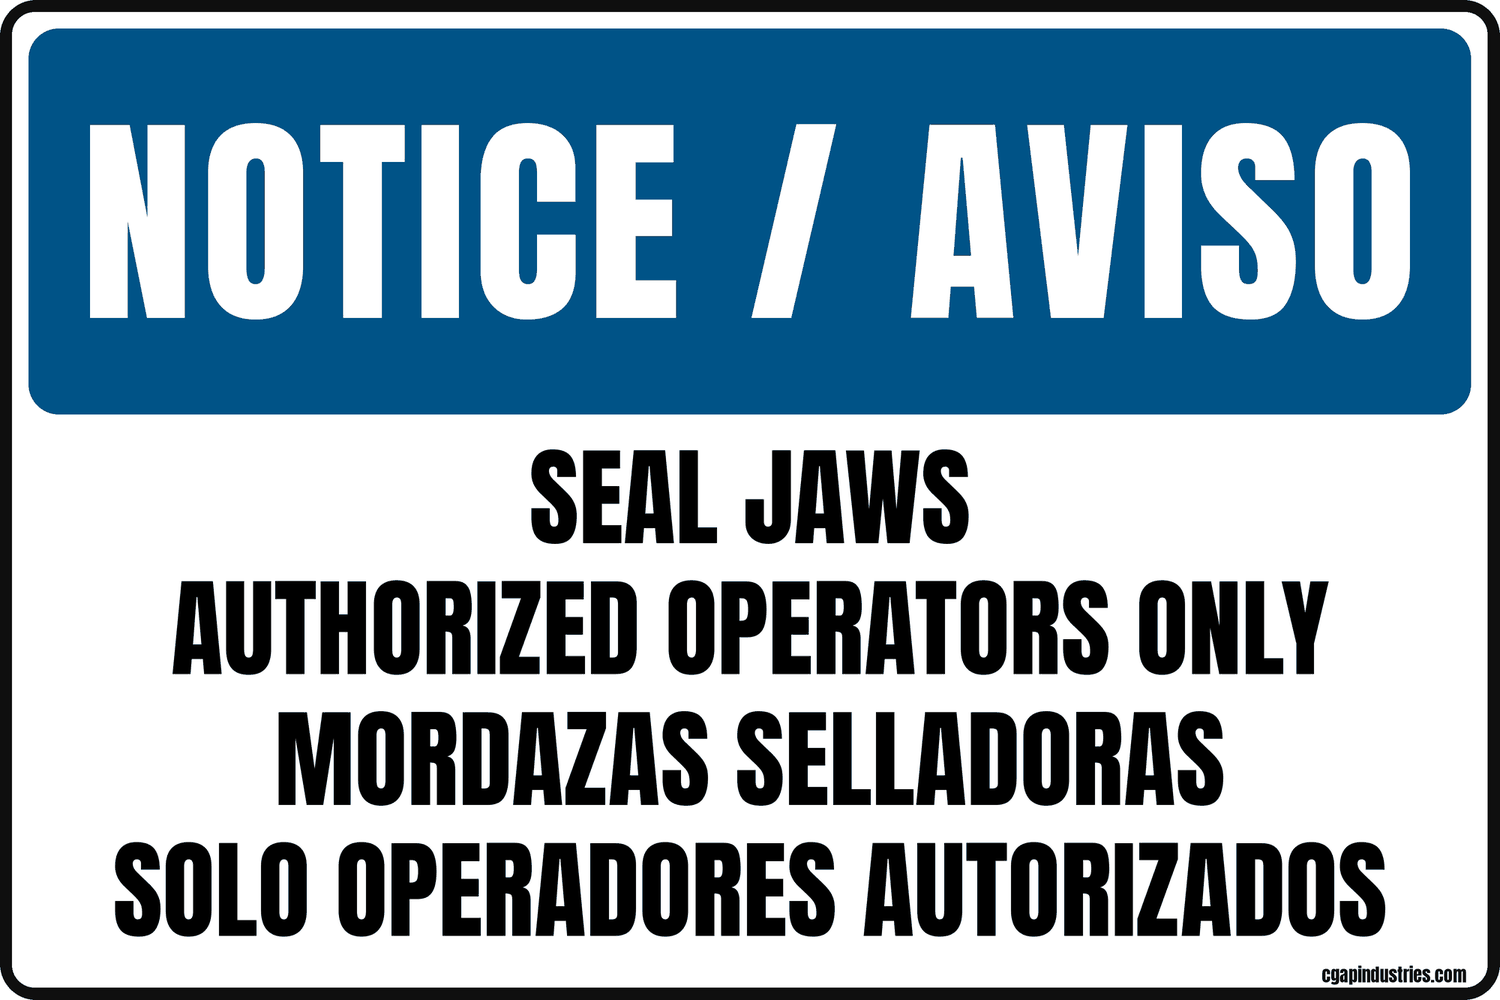 NOTICE / AVISO
SEAL JAWS
AUTHORIZED OPERATORS ONLY
MORDAZAS SELLADORAS
SOLO OPERADORES AUTORIZADOS
cgapindustries.com